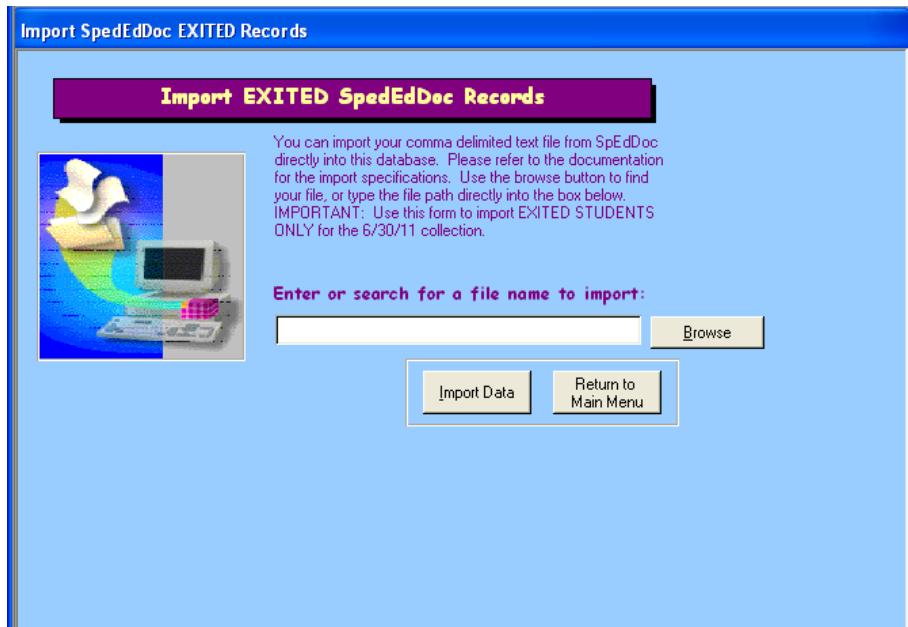 Import SpedEdDoc EXITED Records
Import EXITED SpedEdDoc Records
You can import your comma delimited text file from SpEdDoc
directly into this database. Please refer to the documentation
for the import specifications. Use the browse button to find
your file, or type the file path directly into the box below.
IMPORTANT: Use this form to import EXITED STUDENTS
ONLY for the 6/30/11 collection.
Enter or search for a file name to import:
Browse
Import Data
Return to
Main Menu